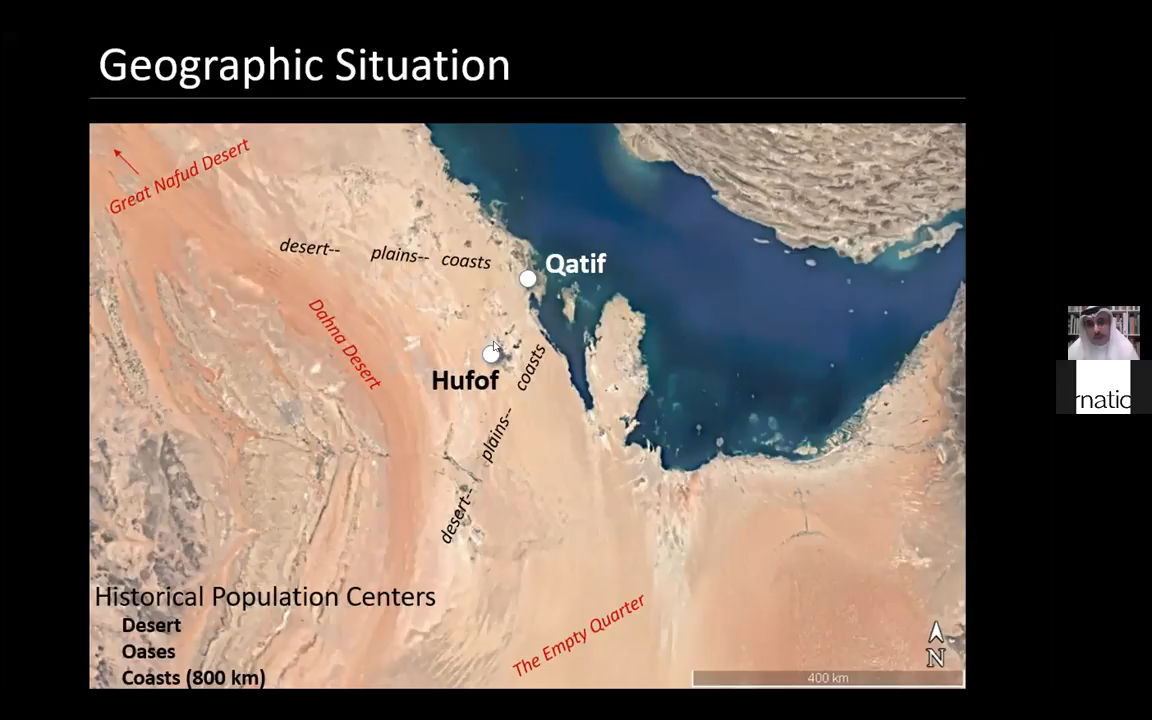 Geographic Situation
Great Nafud Desert
desert-- plains-- coasts
Qatif
Dahna Desert
Hufof
desert-- plains-- coasts
Historical Population Centers
Desert
Oases
Coasts (800 km)
The Empty Quarter
N
400 km
rnatic